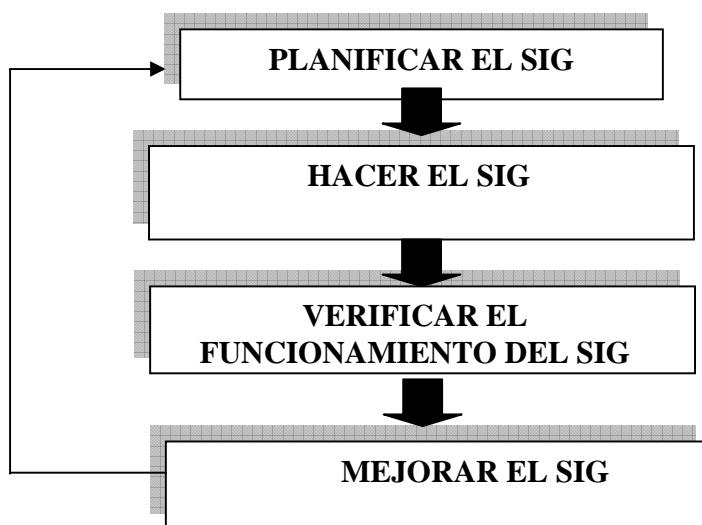 PLANIFICAR EL SIG
HACER EL SIG
VERIFICAR EL
FUNCIONAMIENTO DEL SIG
MEJORAR EL SIG